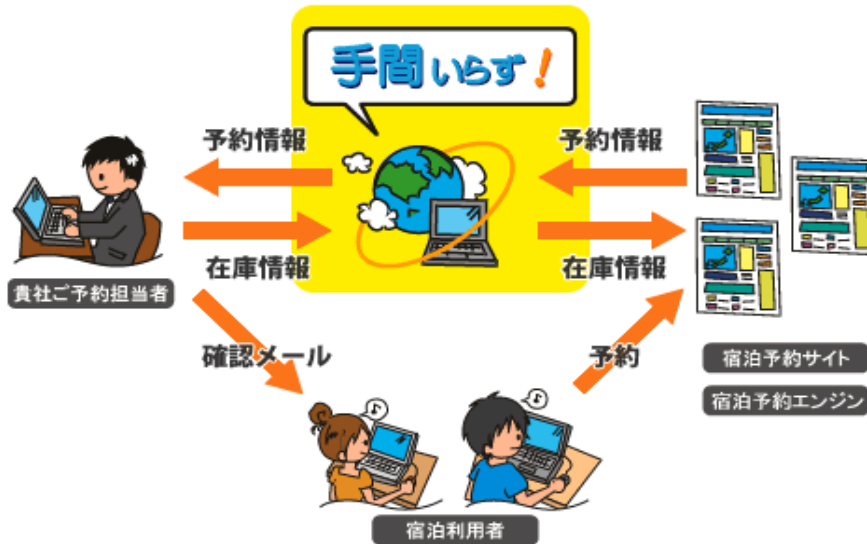 手間いらず！
予約情報
予約情報
在庫情報
在庫情報
貴社ご予約担当者
確認メール
予約
宿泊予約サイト
宿泊予約エンジン
宿泊利用者